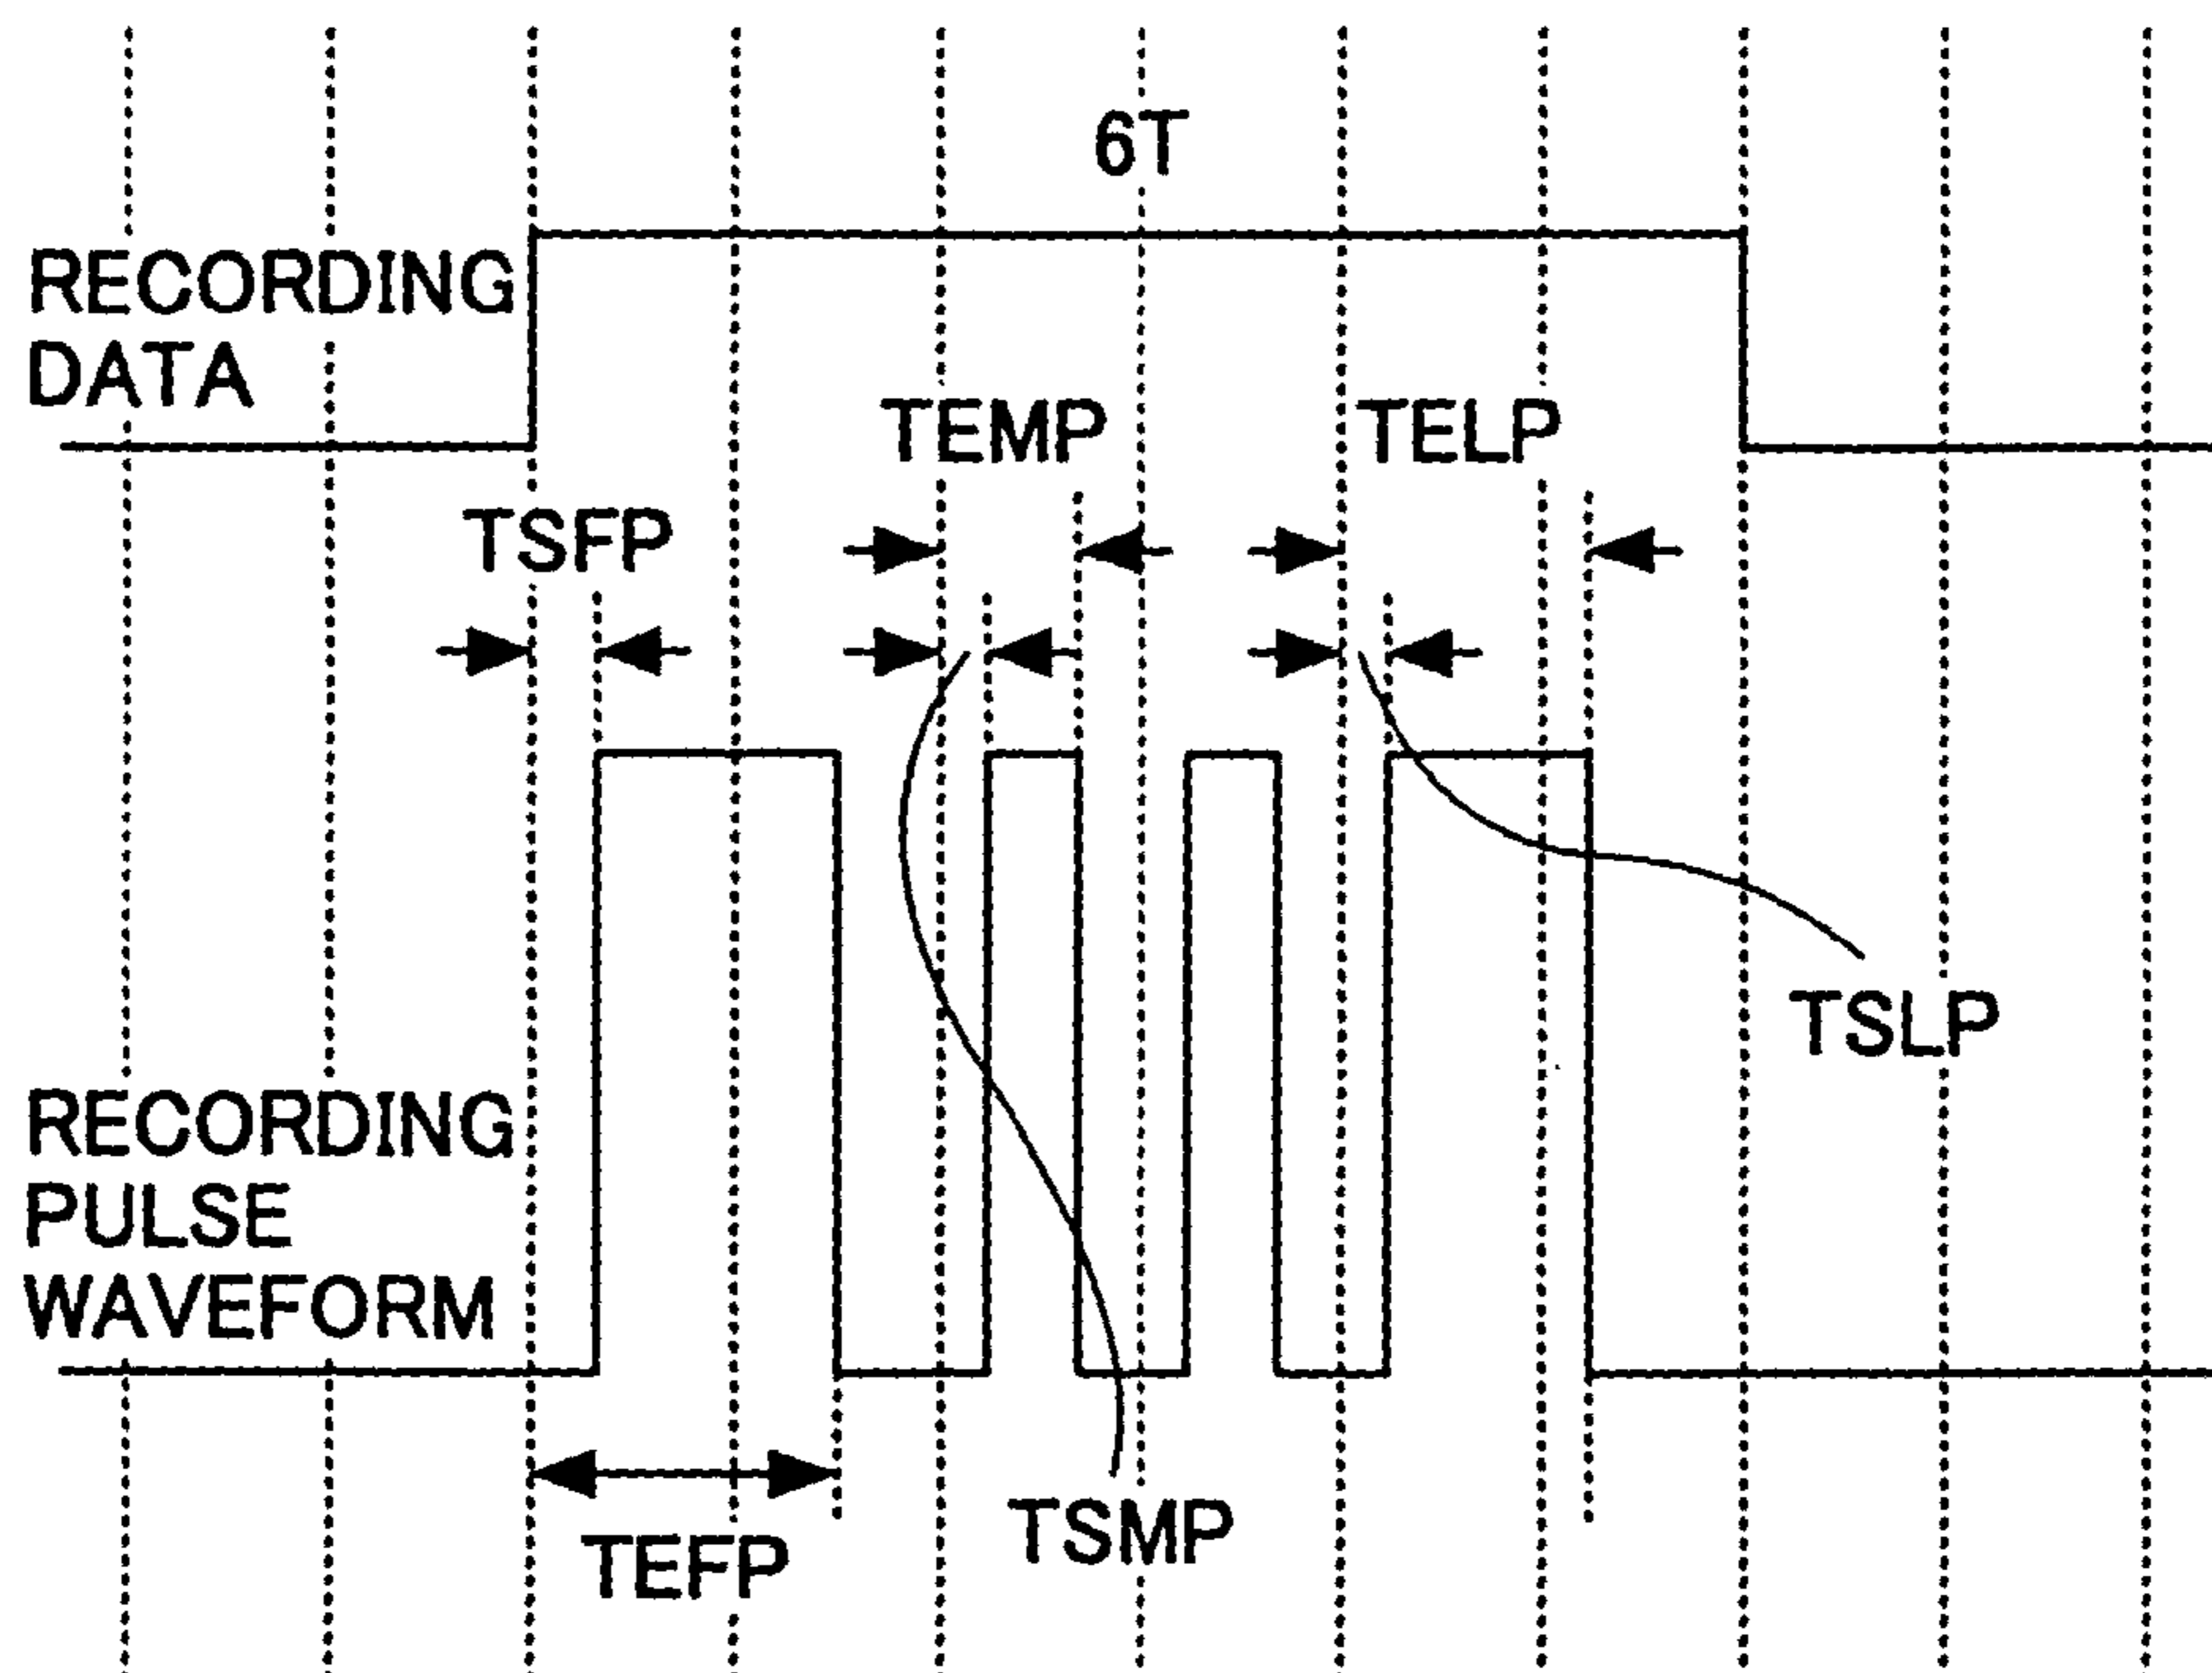 6T
RECORDING
DATA
TEMP
TELP
TSFP
TSLP
RECORDING
PULSE
WAVEFORM
TSMP
TEFP